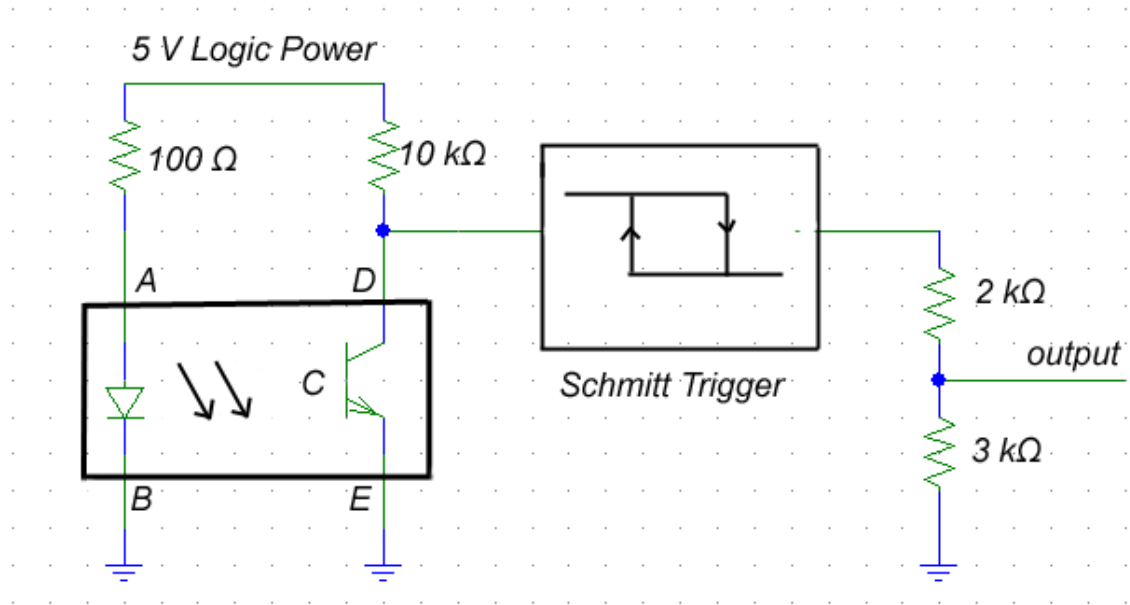 5 V Logic Power
100 Ω
10 kΩ
A
D
2 kΩ
output
C
Schmitt Trigger
3 kΩ
B
E